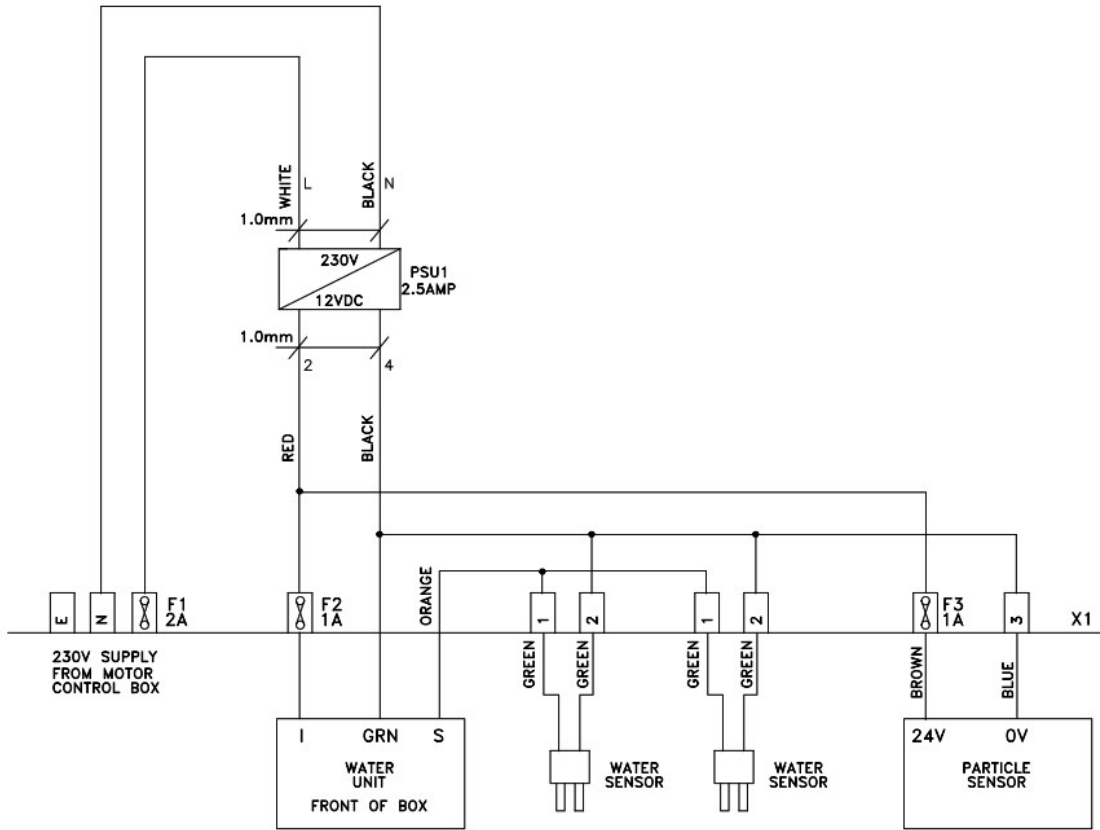 WHITE
L
BLACK
N
1.0mm
230V
12VDC
PSU1
2.5AMP
1.0mm
2
4
RED
BLACK
E
N
F1
2A
F2
1A
ORANGE
1
2
1
2
F3
1A
3
X1
230V SUPPLY
FROM MOTOR
CONTROL BOX
GREEN
GREEN
GREEN
GREEN
BROWN
BLUE
I
GRN
S
WATER
UNIT
FRONT OF BOX
WATER
SENSOR
WATER
SENSOR
24V
0V
PARTICLE
SENSOR